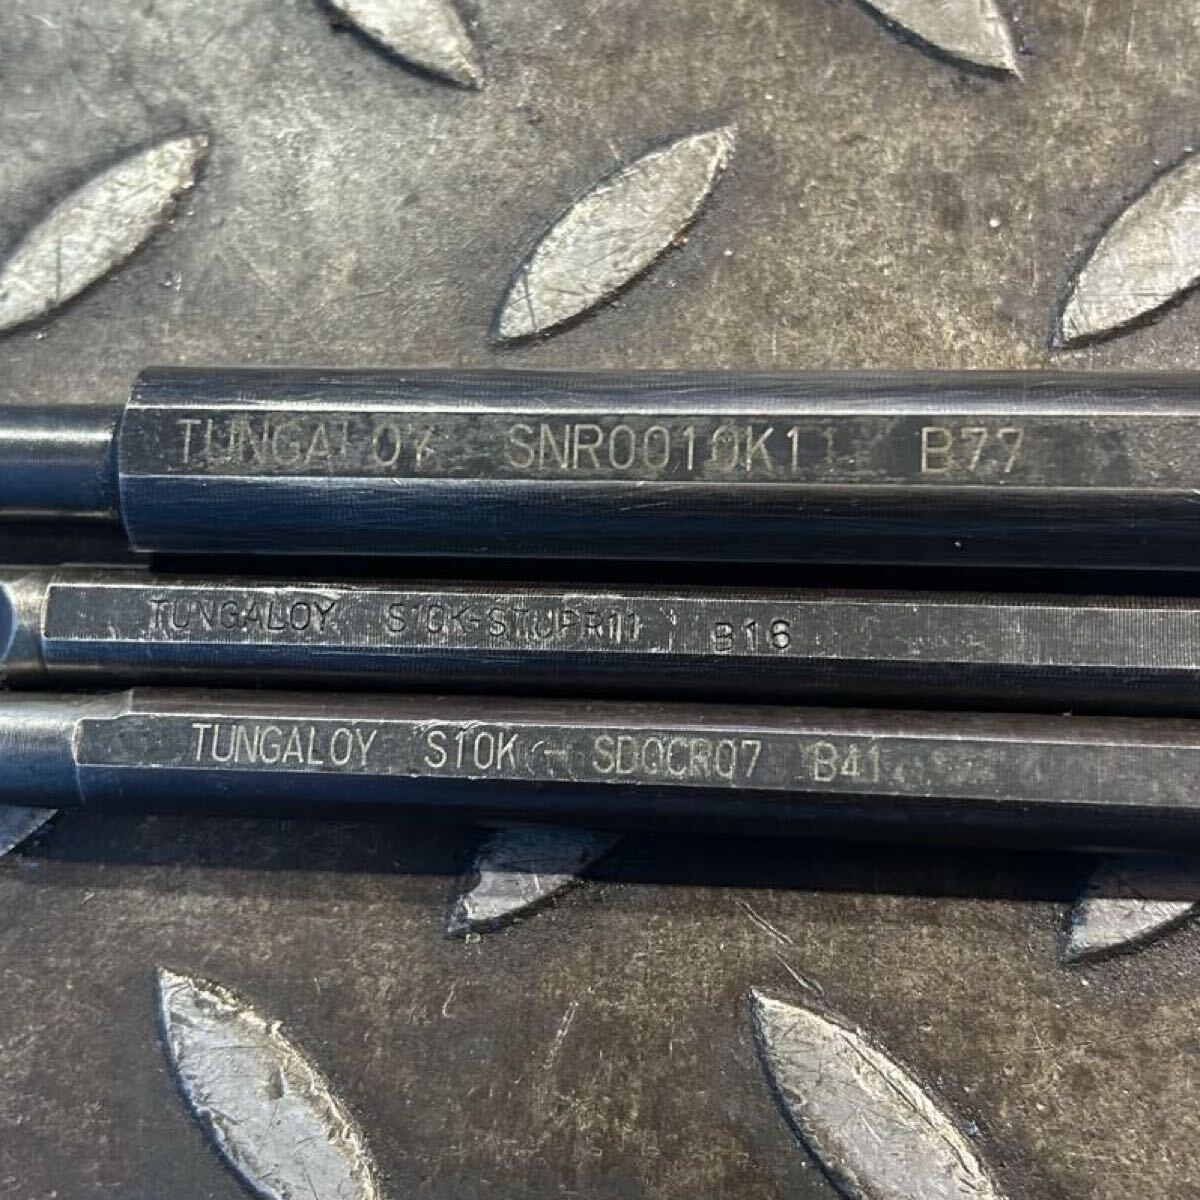 TUNGALOY SNR0010K11 B77
TUNGALOY S10K-STUPR11 B16
TUNGALOY S10K - SDQCR07 B41